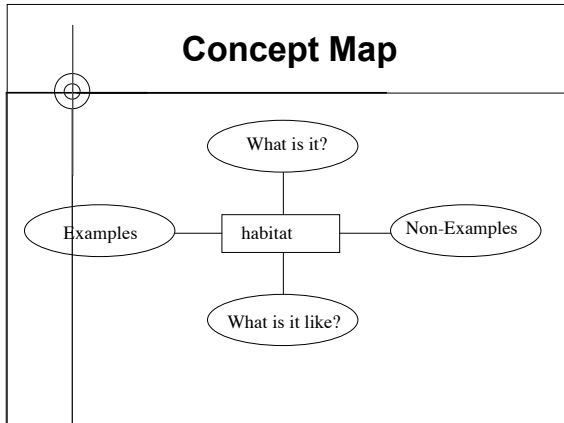 Concept Map
What is it?
Examples
habitat
Non-Examples
What is it like?